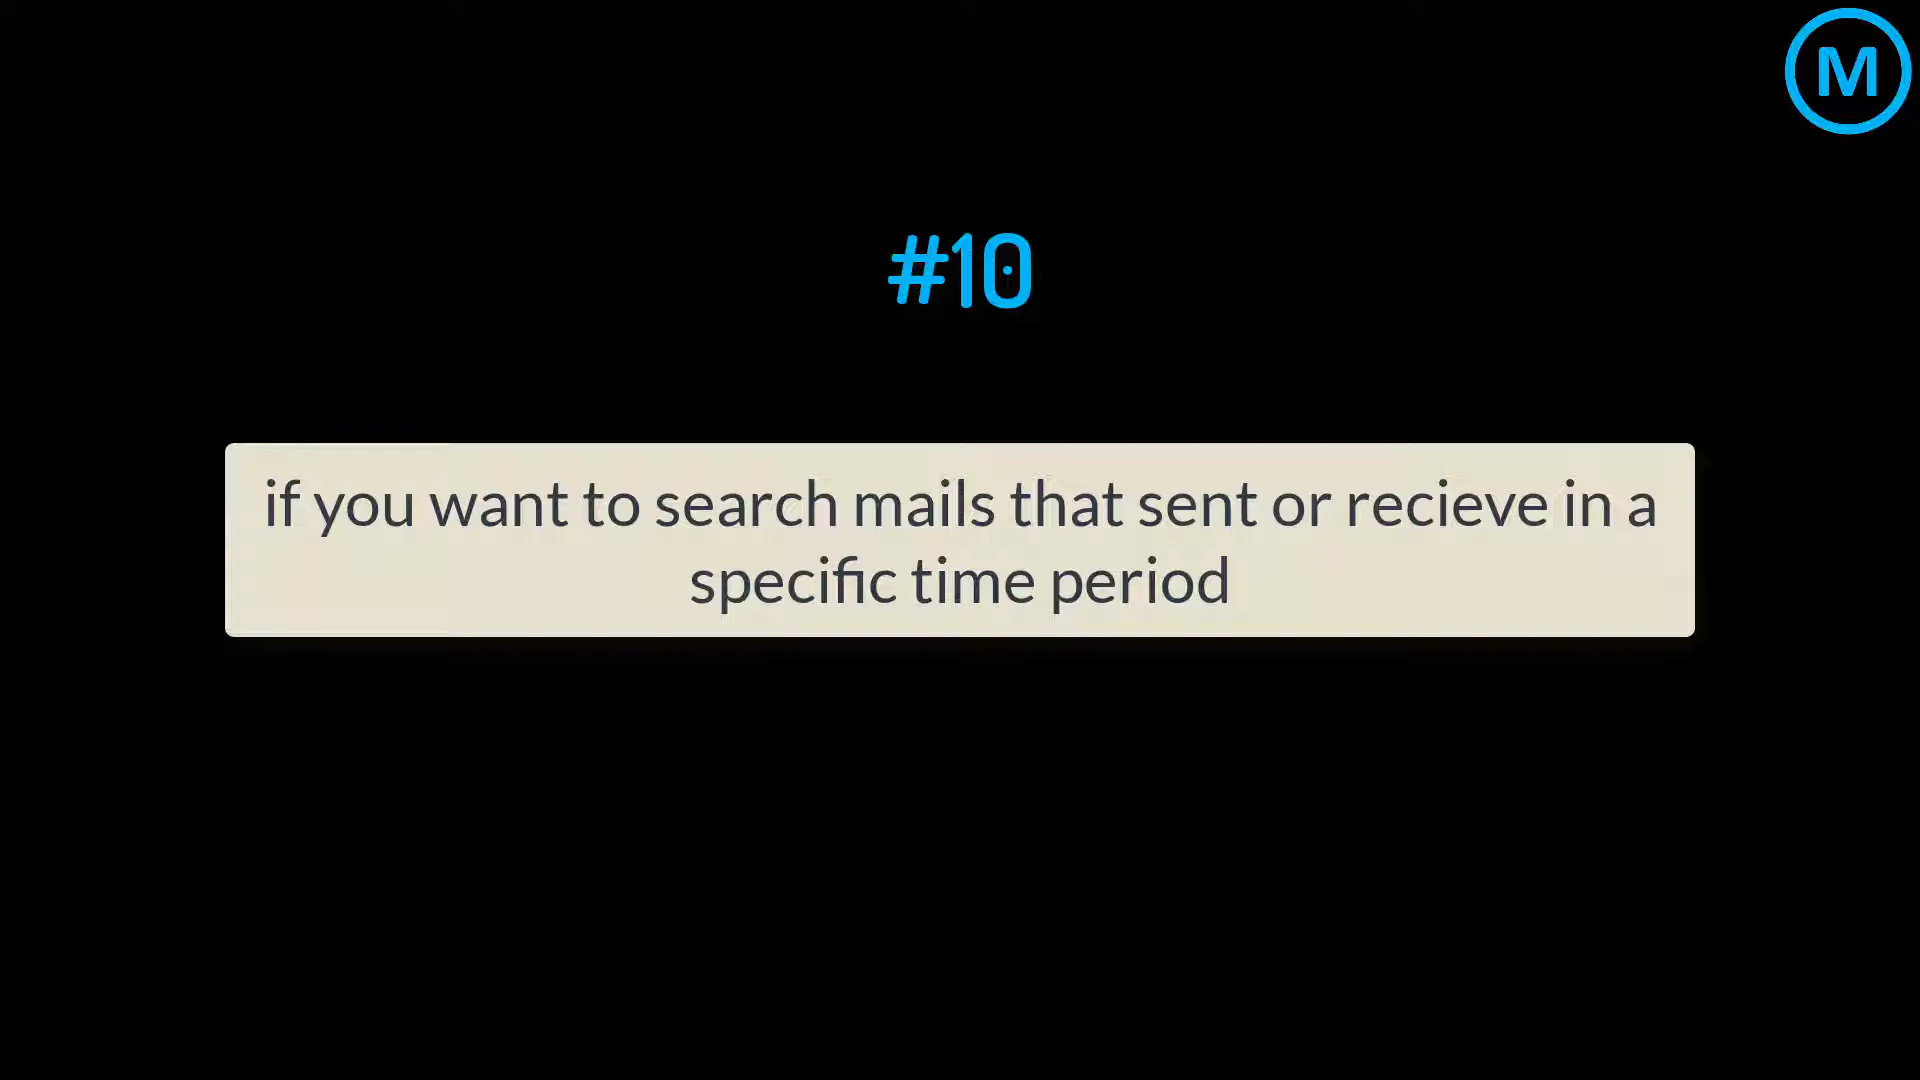 M
#10
if you want to search mails that sent or recieve in a
specific time period